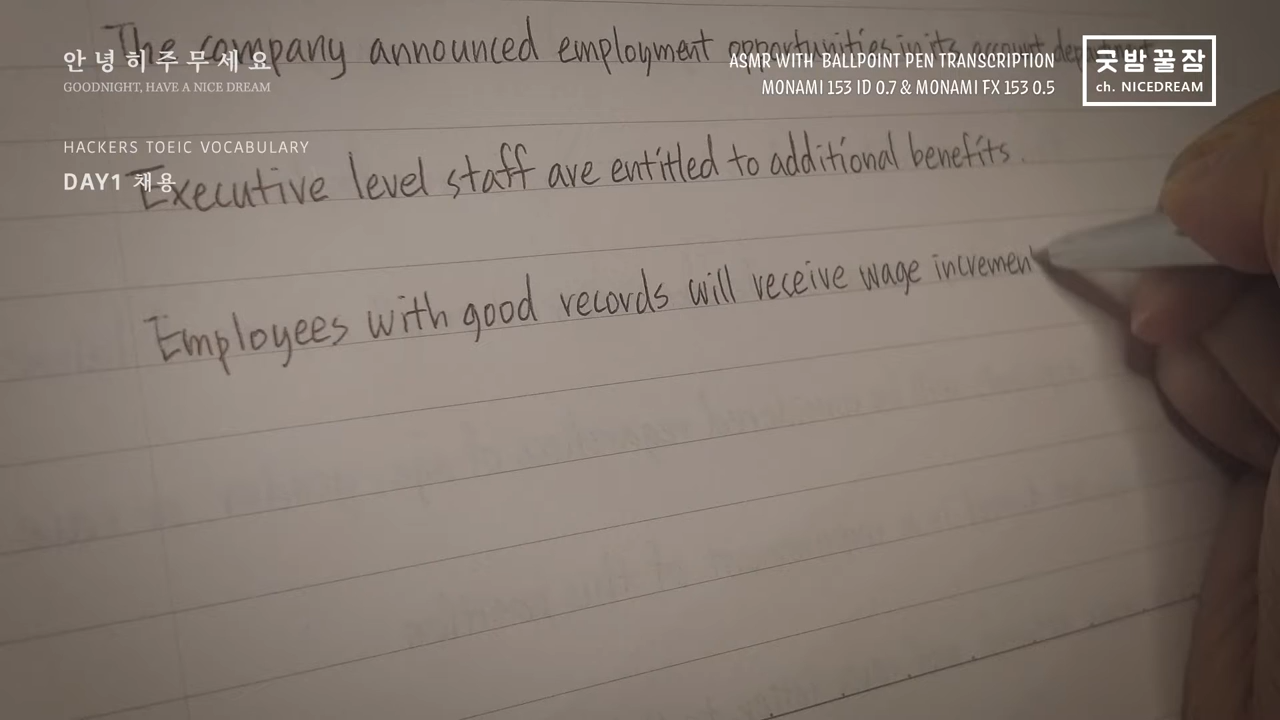 The company announced employment opportunities in its account
안녕히주무세요
GOODNIGHT, HAVE A NICE DREAM
ASMR WITH BALLPOINT PEN TRANSCRIPTION
MONAMI 153 ID 0.7 & MONAMI FX 153 0.5
굿밤꿀잠
ch. NICEDREAM
HACKERS TOEIC VOCABULARY
DAY1 채용
Executive level staff are entitled to additional benefits.
Employees with good records will receive wage incremen